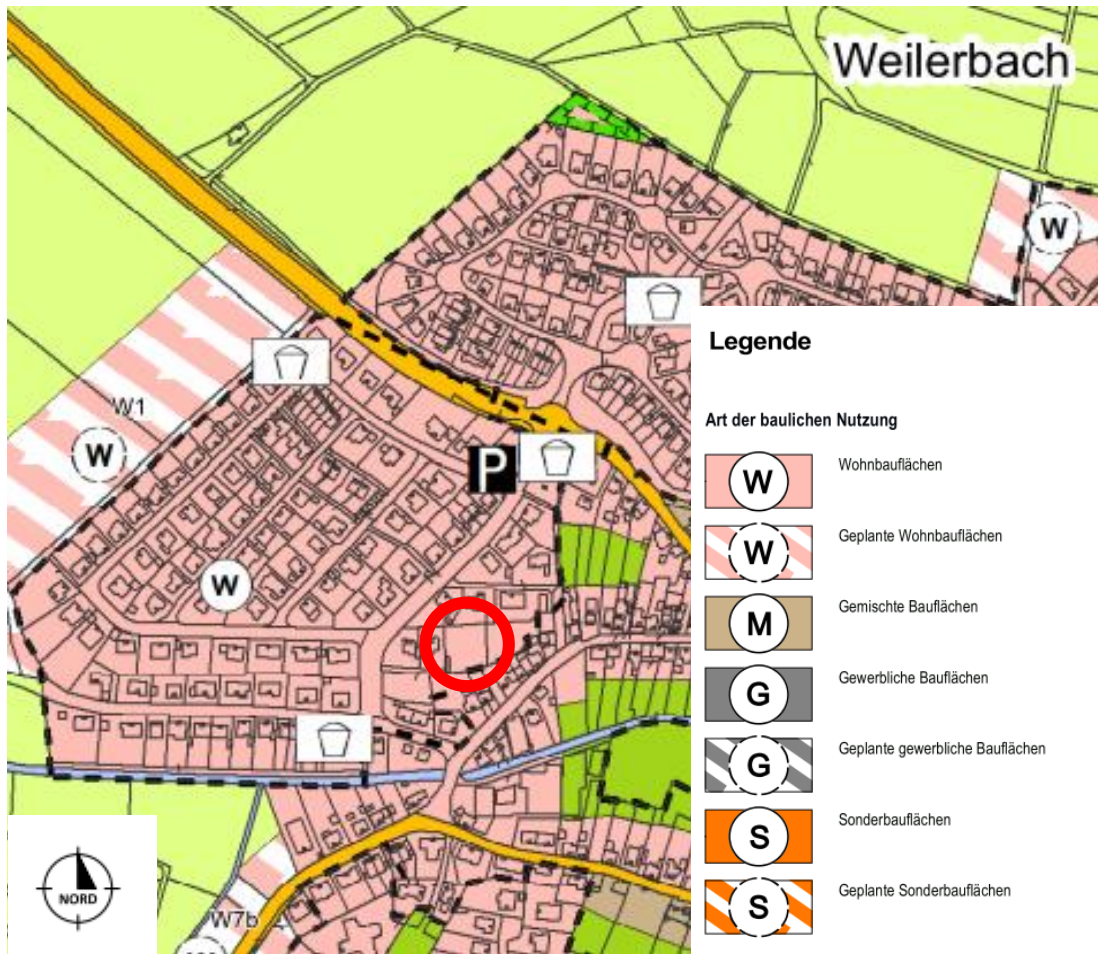 Weilerbach
W
W1
W
P
W
W7b
NORD
Legende
Art der baulichen Nutzung
W Wohnbauflächen
W Geplante Wohnbauflächen
M Gemischte Bauflächen
G Gewerbliche Bauflächen
G Geplante gewerbliche Bauflächen
S Sonderbauflächen
S Geplante Sonderbauflächen